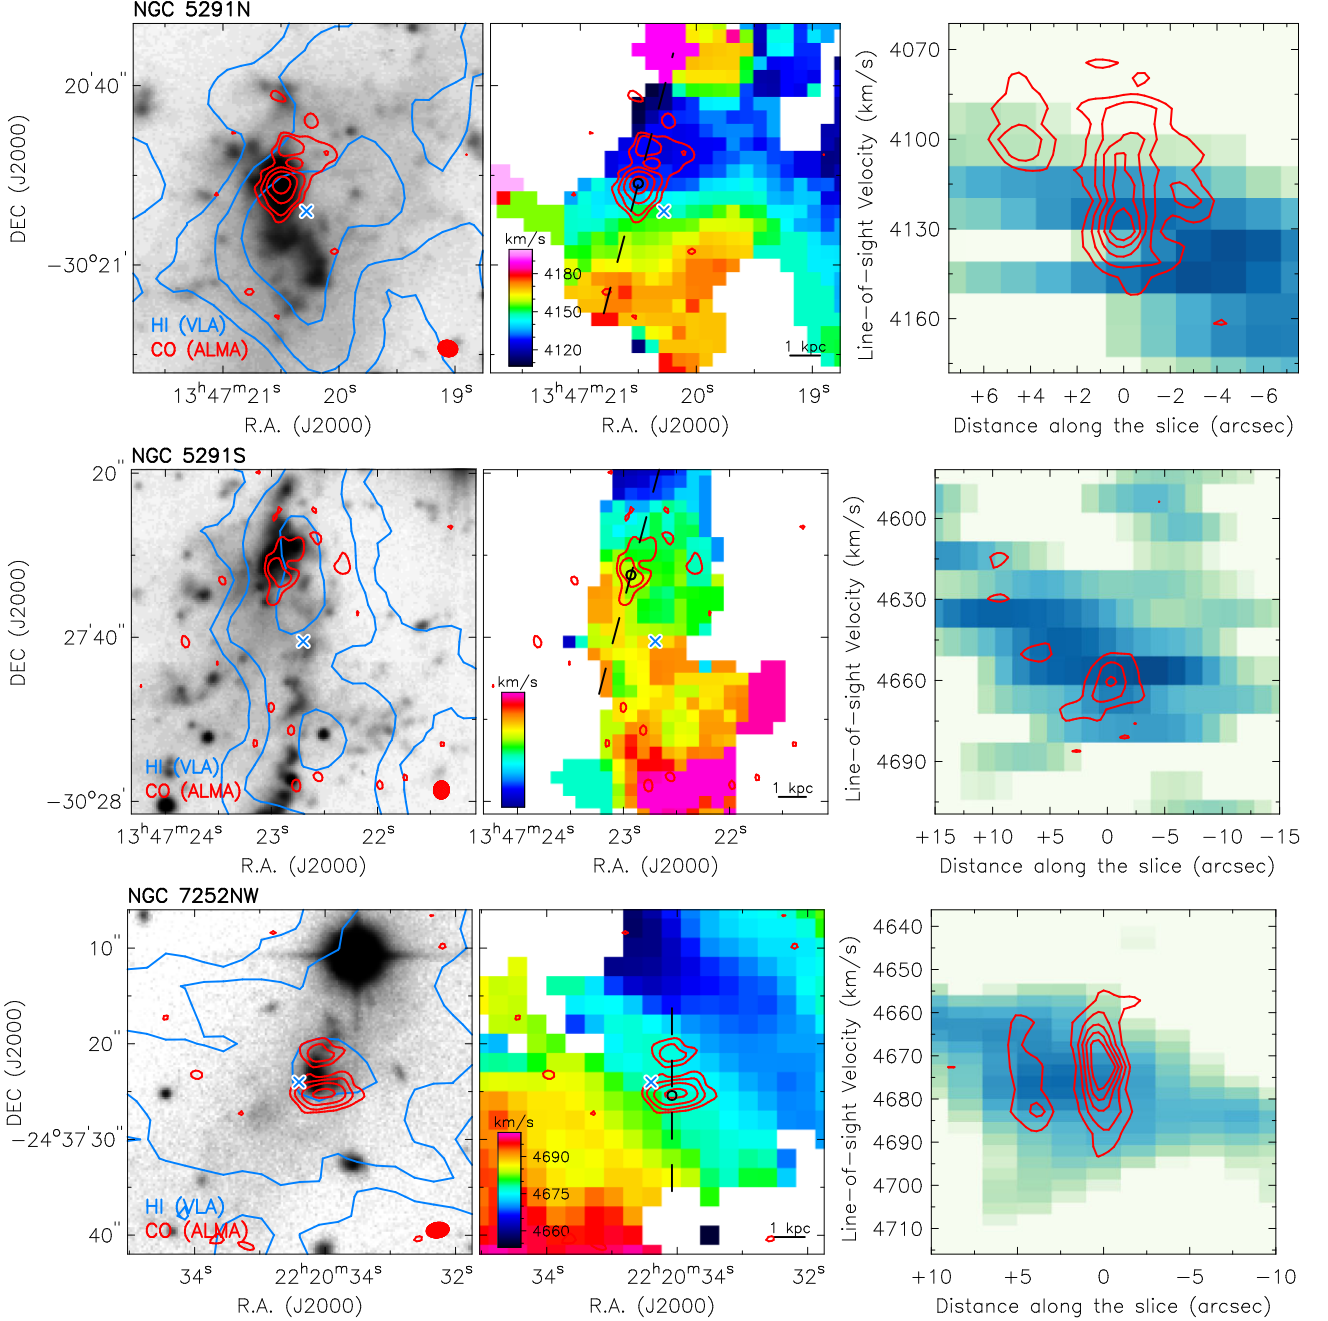 NGC 5291N
DEC (J2000)
20'40"
−30°21'
HI (VLA)
CO (ALMA)
13ʰ47ᵐ21ˢ 20ˢ 19ˢ
R.A. (J2000)
km/s
4180
4150
4120
1 kpc
13ʰ47ᵐ21ˢ 20ˢ 19ˢ
R.A. (J2000)
Line−of−sight Velocity (km/s)
4070
4100
4130
4160
+6 +4 +2 0 −2 −4 −6
Distance along the slice (arcsec)
NGC 5291S
DEC (J2000)
20"
27'40"
−30°28'
HI (VLA)
CO (ALMA)
13ʰ47ᵐ24ˢ 23ˢ 22ˢ
R.A. (J2000)
km/s
1 kpc
13ʰ47ᵐ24ˢ 23ˢ 22ˢ
R.A. (J2000)
Line−of−sight Velocity (km/s)
4600
4630
4660
4690
+15 +10 +5 0 −5 −10 −15
Distance along the slice (arcsec)
NGC 7252NW
DEC (J2000)
10"
20"
−24°37'30"
40"
HI (VLA)
CO (ALMA)
34ˢ 22ʰ20ᵐ34ˢ 32ˢ
R.A. (J2000)
km/s
4690
4675
4660
1 kpc
34ˢ 22ʰ20ᵐ34ˢ 32ˢ
R.A. (J2000)
Line−of−sight Velocity (km/s)
4640
4650
4660
4670
4680
4690
4700
4710
+10 +5 0 −5 −10
Distance along the slice (arcsec)